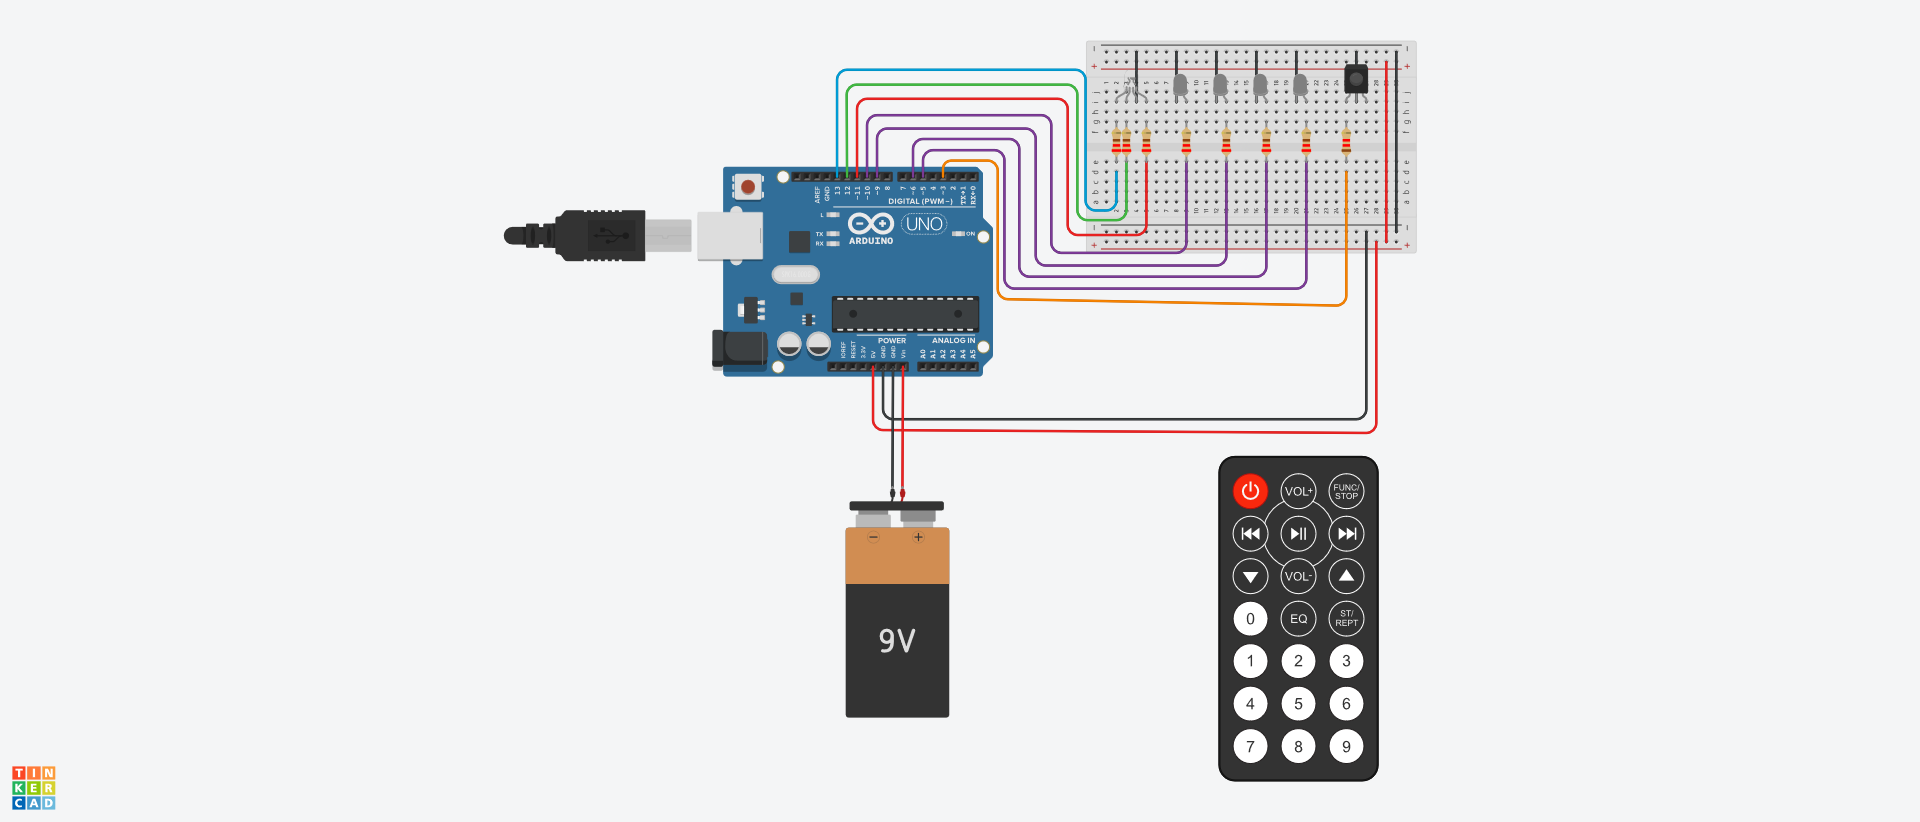 AREF
GND
13
12
~11
~10
~9
8
7
~6
~5
4
~3
2
TX→1
RX←0
DIGITAL (PWM~)
L
TX
RX
ARDUINO
UNO
ON
IOREF
RESET
3.3V
5V
GND
GND
Vin
POWER
ANALOG IN
A0
A1
A2
A3
A4
A5
9V
VOL+
FUNC/
STOP
VOL-
0
EQ
ST/
REPT
1 2 3
4 5 6
7 8 9
TIN
KER
CAD